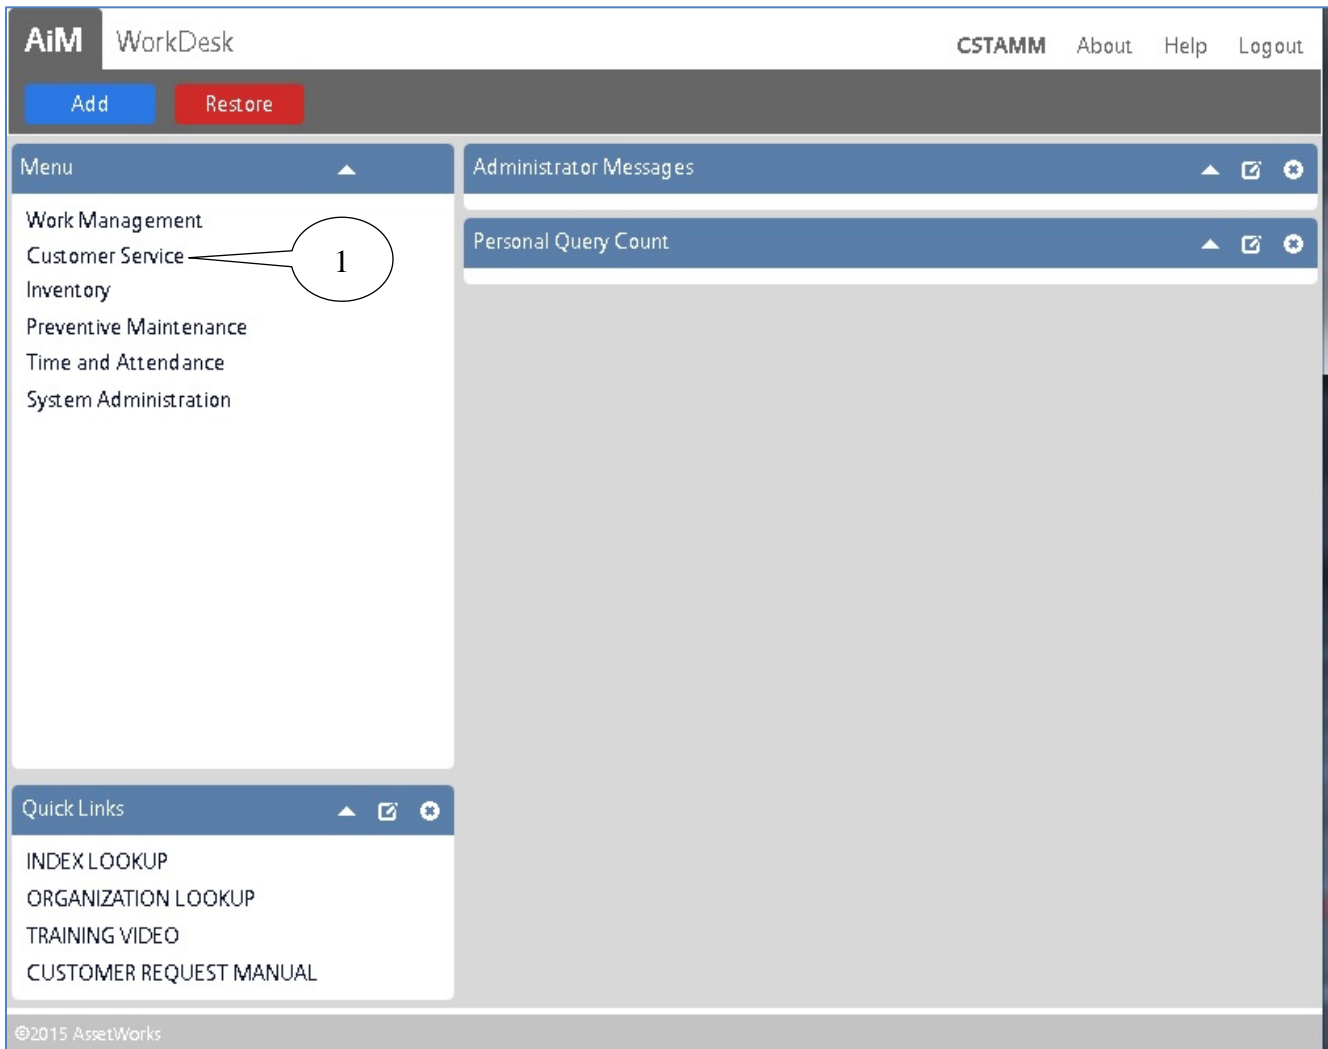 AiM WorkDesk CSTAMM About Help Logout
Add Restore
Menu
Work Management
Customer Service
1
Inventory
Preventive Maintenance
Time and Attendance
System Administration
Administrator Messages
Personal Query Count
Quick Links
INDEX LOOKUP
ORGANIZATION LOOKUP
TRAINING VIDEO
CUSTOMER REQUEST MANUAL
©2015 AssetWorks